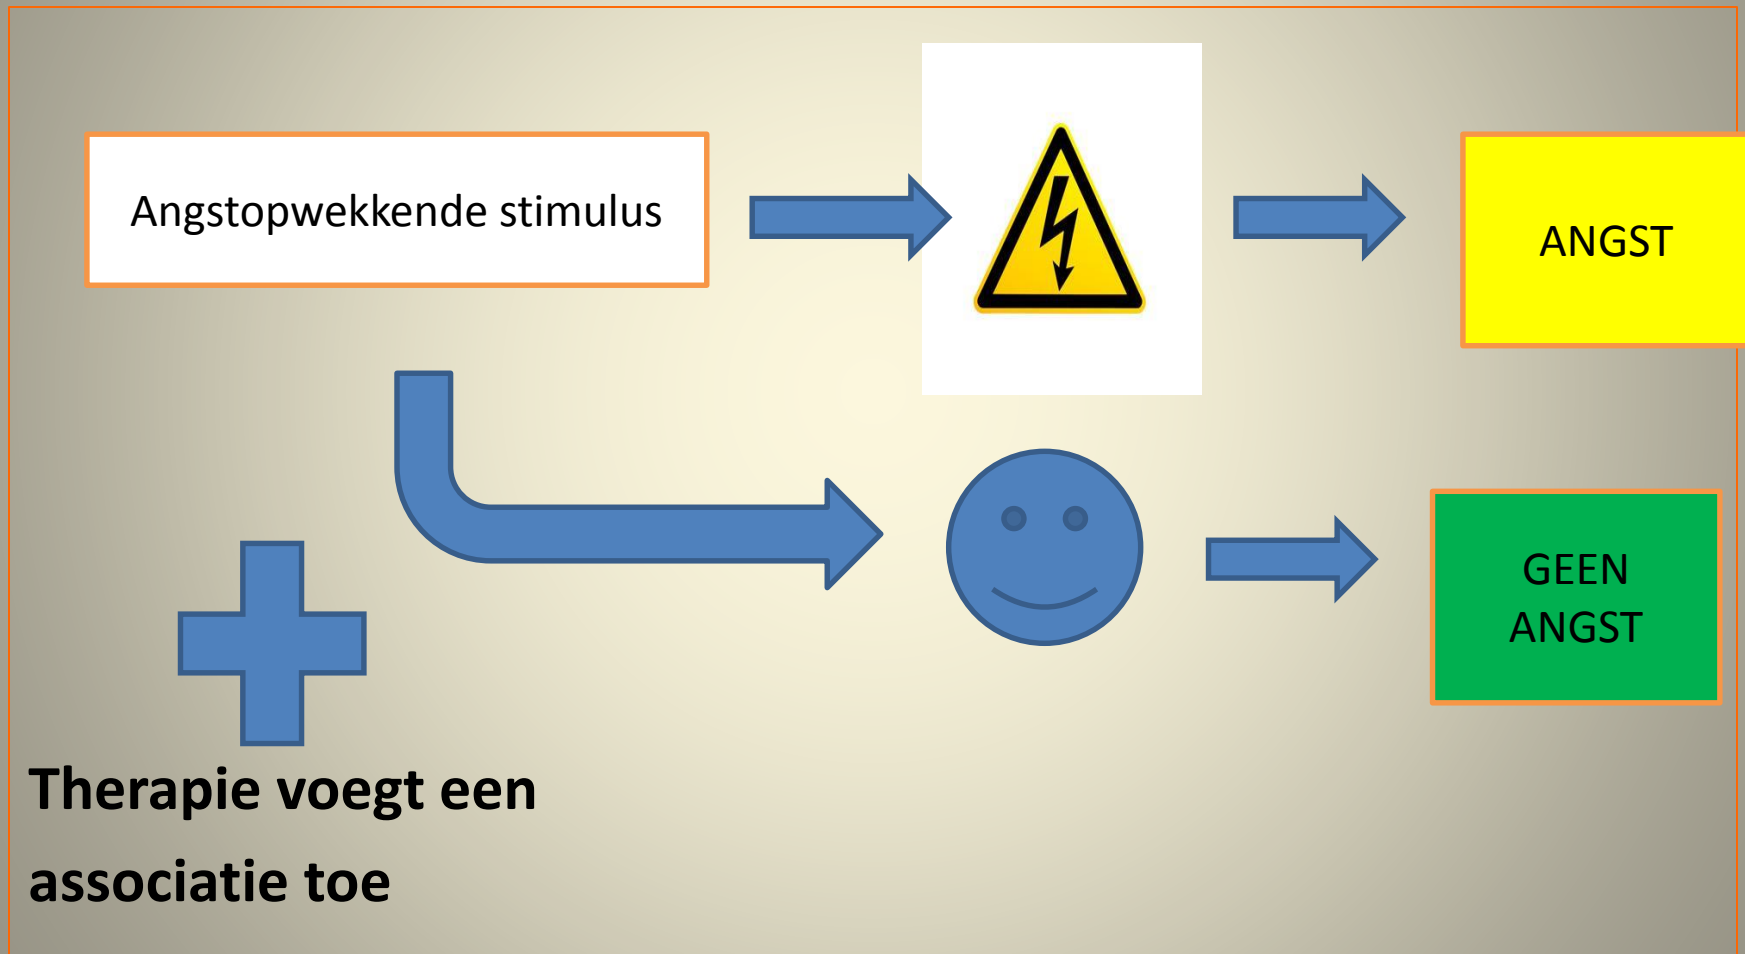 Angstopwekkende stimulus
ANGST
GEEN
ANGST
Therapie voegt een
associatie toe